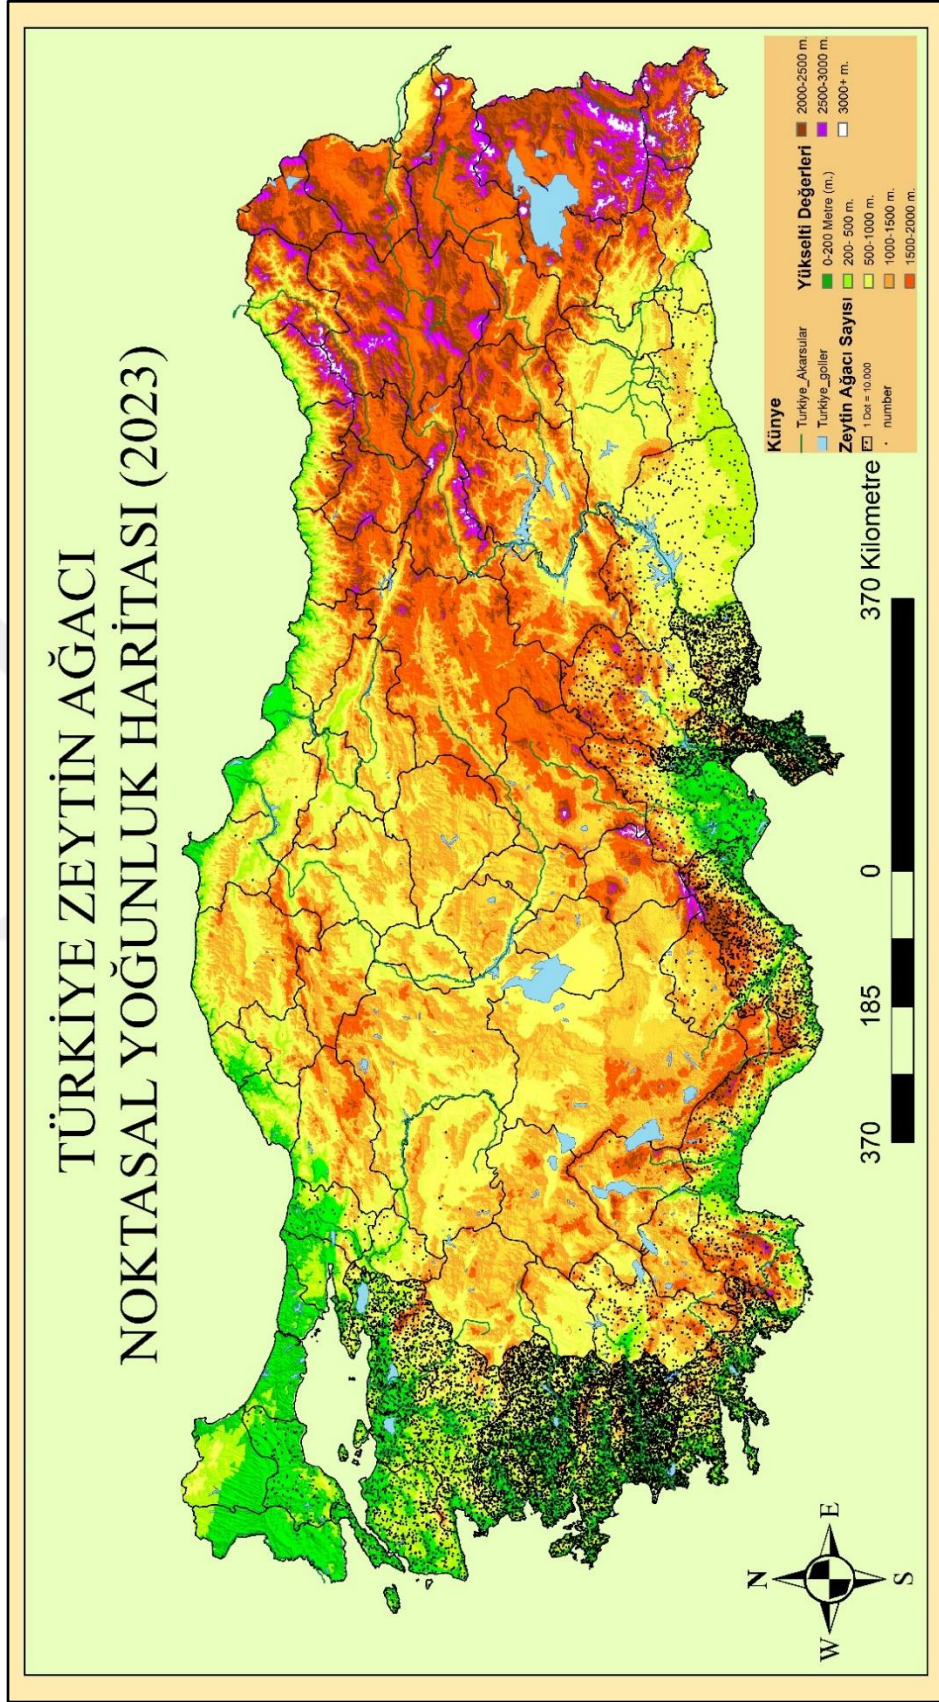 TÜRKİYE ZEYTİN AĞACI
NOKTASAL YOĞUNLUK HARİTASI (2023)
N
W
E
S
370
185
0
370 Kilometre
Künye
Turkiye_Akarsular
Turkiye_goller
Zeytin Ağacı Sayısı
1 Dot = 10.000
number
Yükselti Değerleri
0-200 Metre (m.)
200- 500 m.
500-1000 m.
1000-1500 m.
1500-2000 m.
2000-2500 m.
2500-3000 m.
3000+ m.